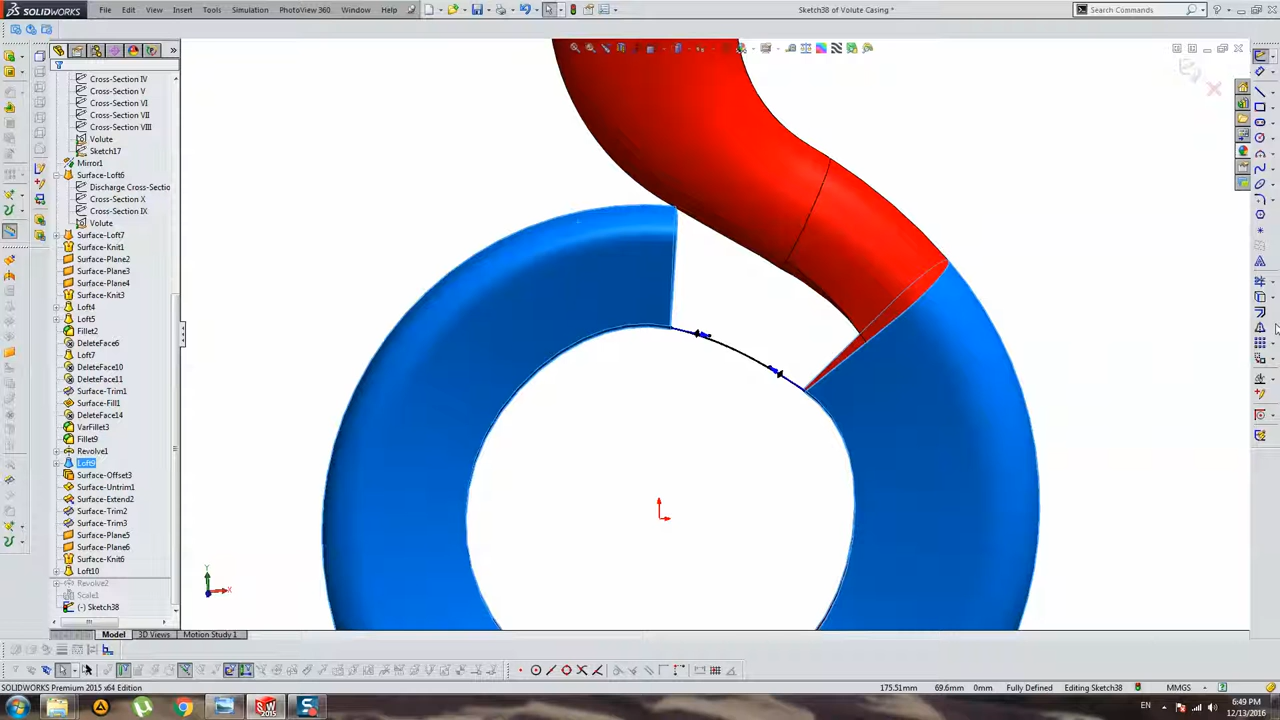 SOLIDWORKS
File Edit View Insert Tools Simulation PhotoView 360 Window Help
Sketch38 of Volute Casing *
Search Commands
Cross-Section IV
Cross-Section V
Cross-Section VI
Cross-Section VII
Cross-Section VIII
Volute
Sketch17
Mirror1
Surface-Loft6
Discharge Cross-Sectio
Cross-Section X
Cross-Section IX
Volute
Surface-Loft7
Surface-Knit1
Surface-Plane2
Surface-Plane3
Surface-Plane4
Surface-Knit3
Loft4
Loft5
Fillet2
DeleteFace6
Loft7
DeleteFace10
DeleteFace11
Surface-Trim1
Surface-Fill1
DeleteFace14
VarFillet3
Fillet9
Revolve1
Loft9
Surface-Offset3
Surface-Untrim1
Surface-Extend2
Surface-Trim2
Surface-Trim3
Surface-Plane5
Surface-Plane6
Surface-Knit6
Loft10
Revolve2
Scale1
(-) Sketch38
Y
X
Model 3D Views Motion Study 1
SOLIDWORKS Premium 2015 x64 Edition
175.51mm 69.6mm 0mm Fully Defined Editing Sketch38 MMGS
SW 2015
EN
6:49 PM
12/13/2016